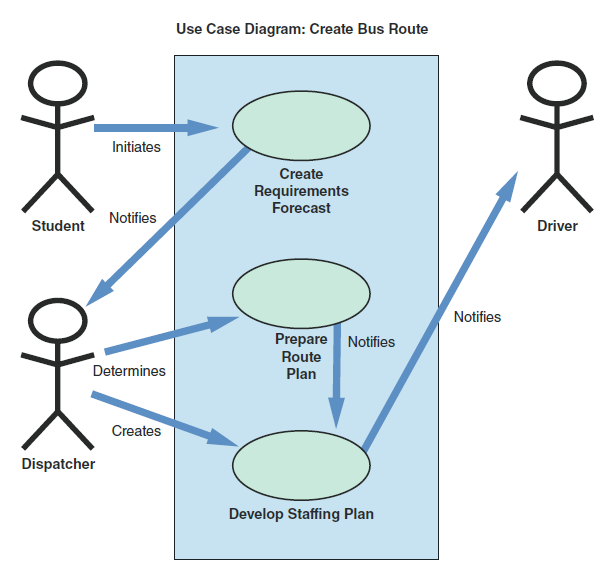 Use Case Diagram: Create Bus Route
Initiates
Create
Requirements
Forecast
Student
Notifies
Driver
Notifies
Prepare
Route
Plan
Notifies
Determines
Creates
Dispatcher
Develop Staffing Plan